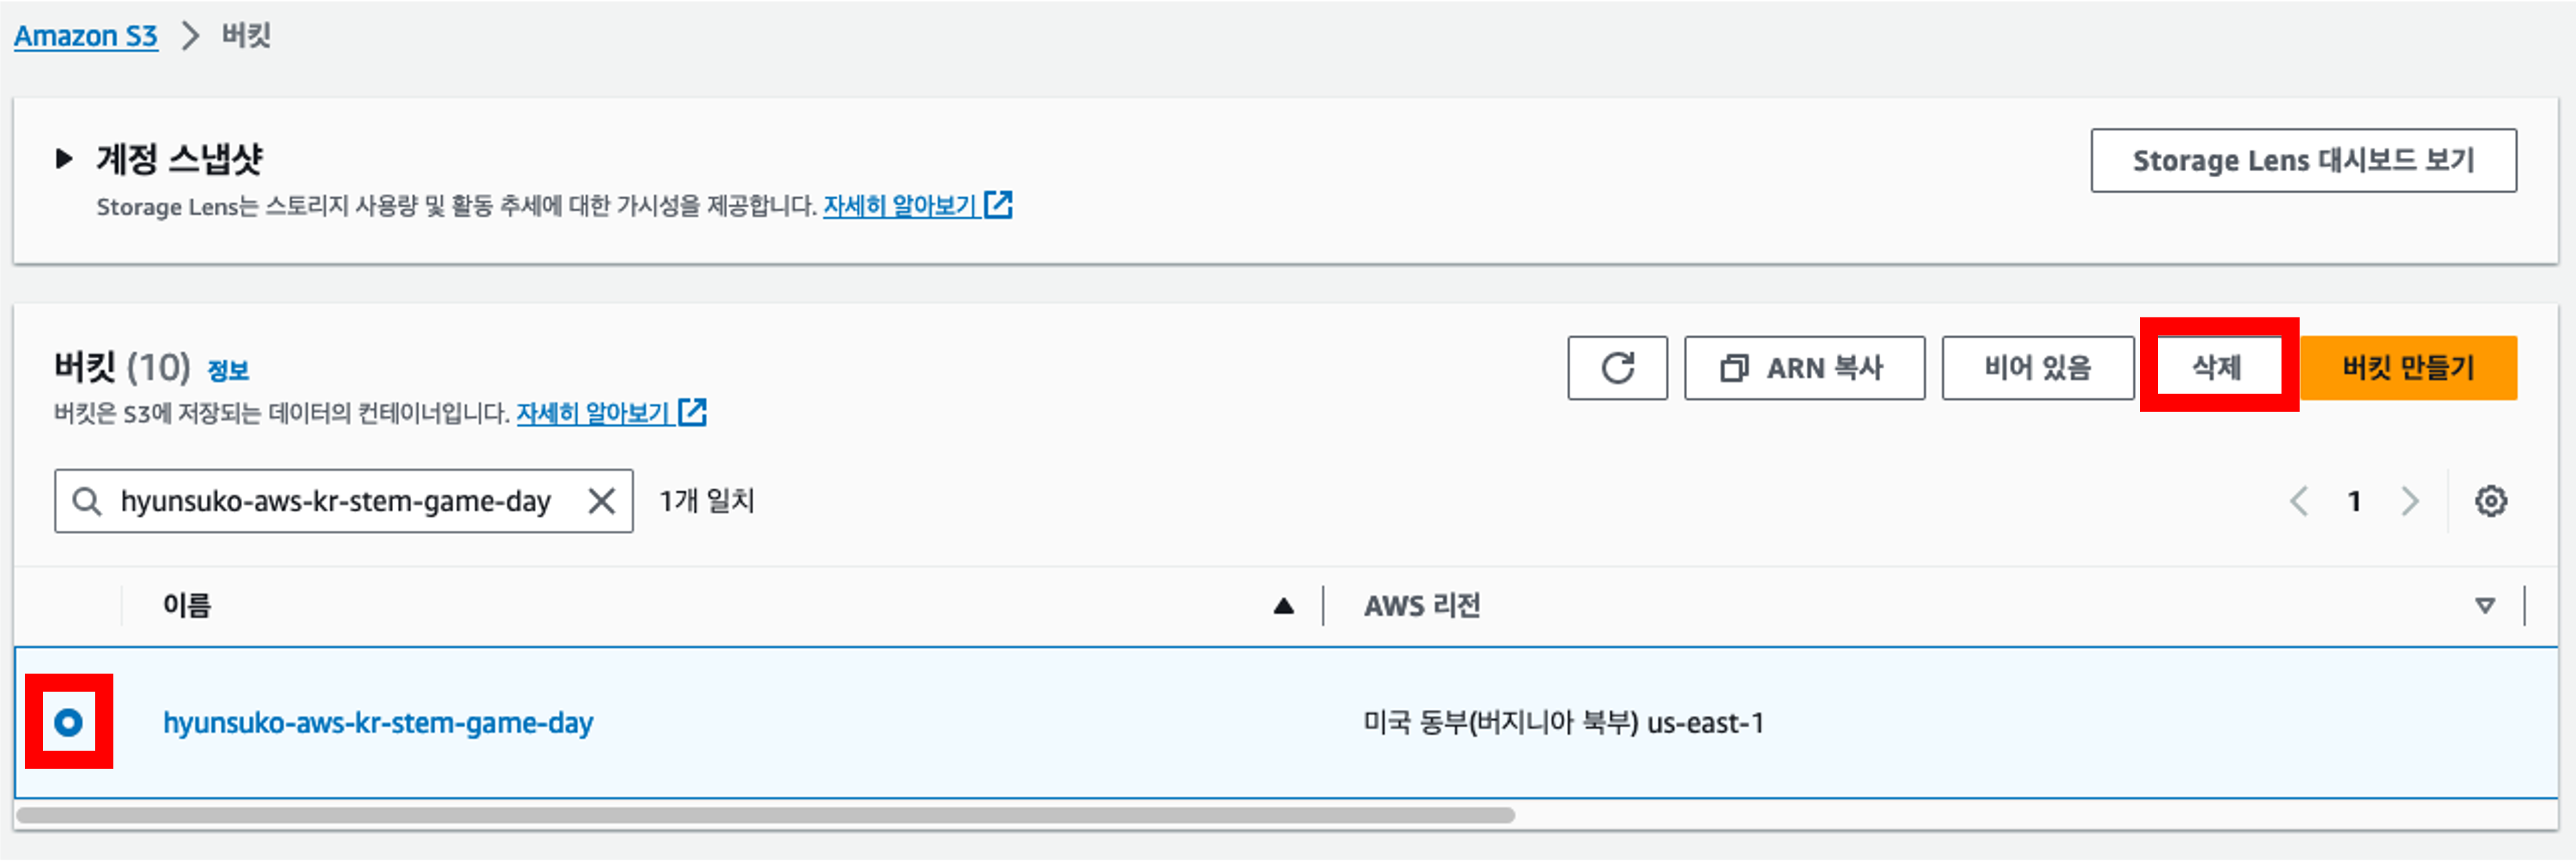 Amazon S3 > 버킷
계정 스냅샷
Storage Lens 대시보드 보기
Storage Lens는 스토리지 사용량 및 활동 추세에 대한 가시성을 제공합니다. 자세히 알아보기
버킷 (10) 정보
ARN 복사
비어 있음
삭제
버킷 만들기
버킷은 S3에 저장되는 데이터의 컨테이너입니다. 자세히 알아보기
hyunsuko-aws-kr-stem-game-day
1개 일치
1
이름
AWS 리전
hyunsuko-aws-kr-stem-game-day
미국 동부(버지니아 북부) us-east-1